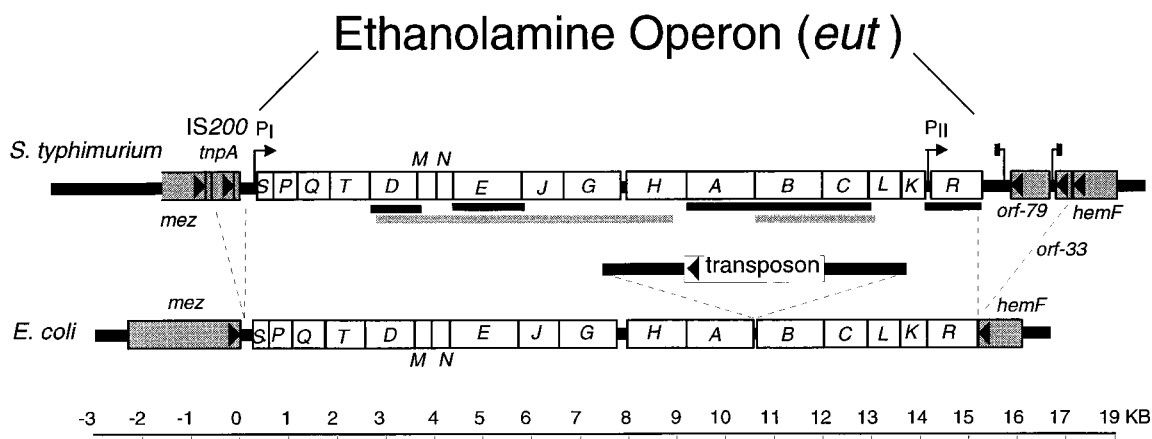 Ethanolamine Operon (eut)
IS200 PI PII
S. typhimurium tnpA M N
S P Q T D E J G H A B C L K R
mez orf-79 hemF
orf-33
transposon
mez hemF
E. coli S P Q T D E J G H A B C L K R
M N
-3 -2 -1 0 1 2 3 4 5 6 7 8 9 10 11 12 13 14 15 16 17 19 KB